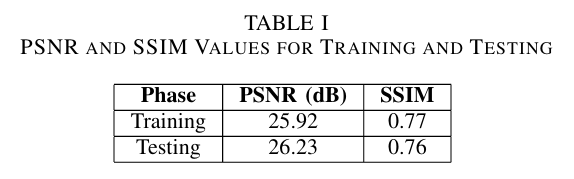 TABLE I
PSNR AND SSIM VALUES FOR TRAINING AND TESTING
Phase PSNR (dB) SSIM
Training 25.92 0.77
Testing 26.23 0.76